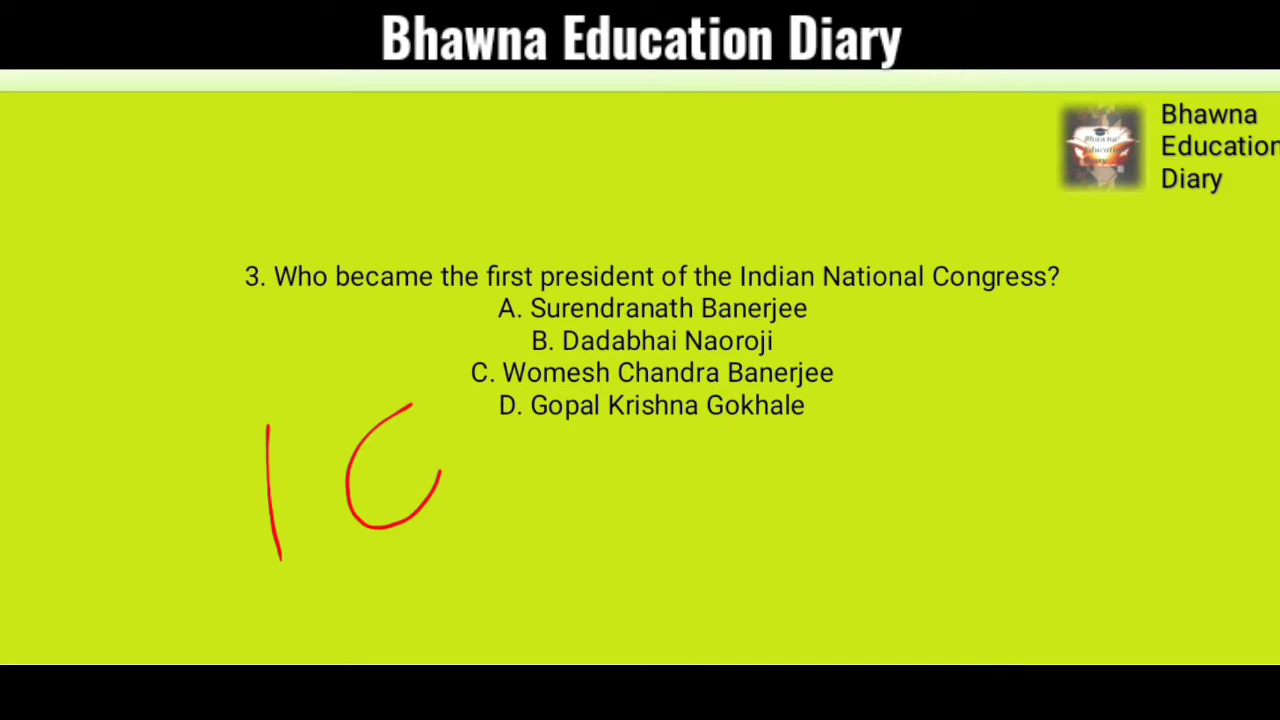 Bhawna Education Diary
Bhawna
Education
Diary
3. Who became the first president of the Indian National Congress?
A. Surendranath Banerjee
B. Dadabhai Naoroji
C. Womesh Chandra Banerjee
D. Gopal Krishna Gokhale